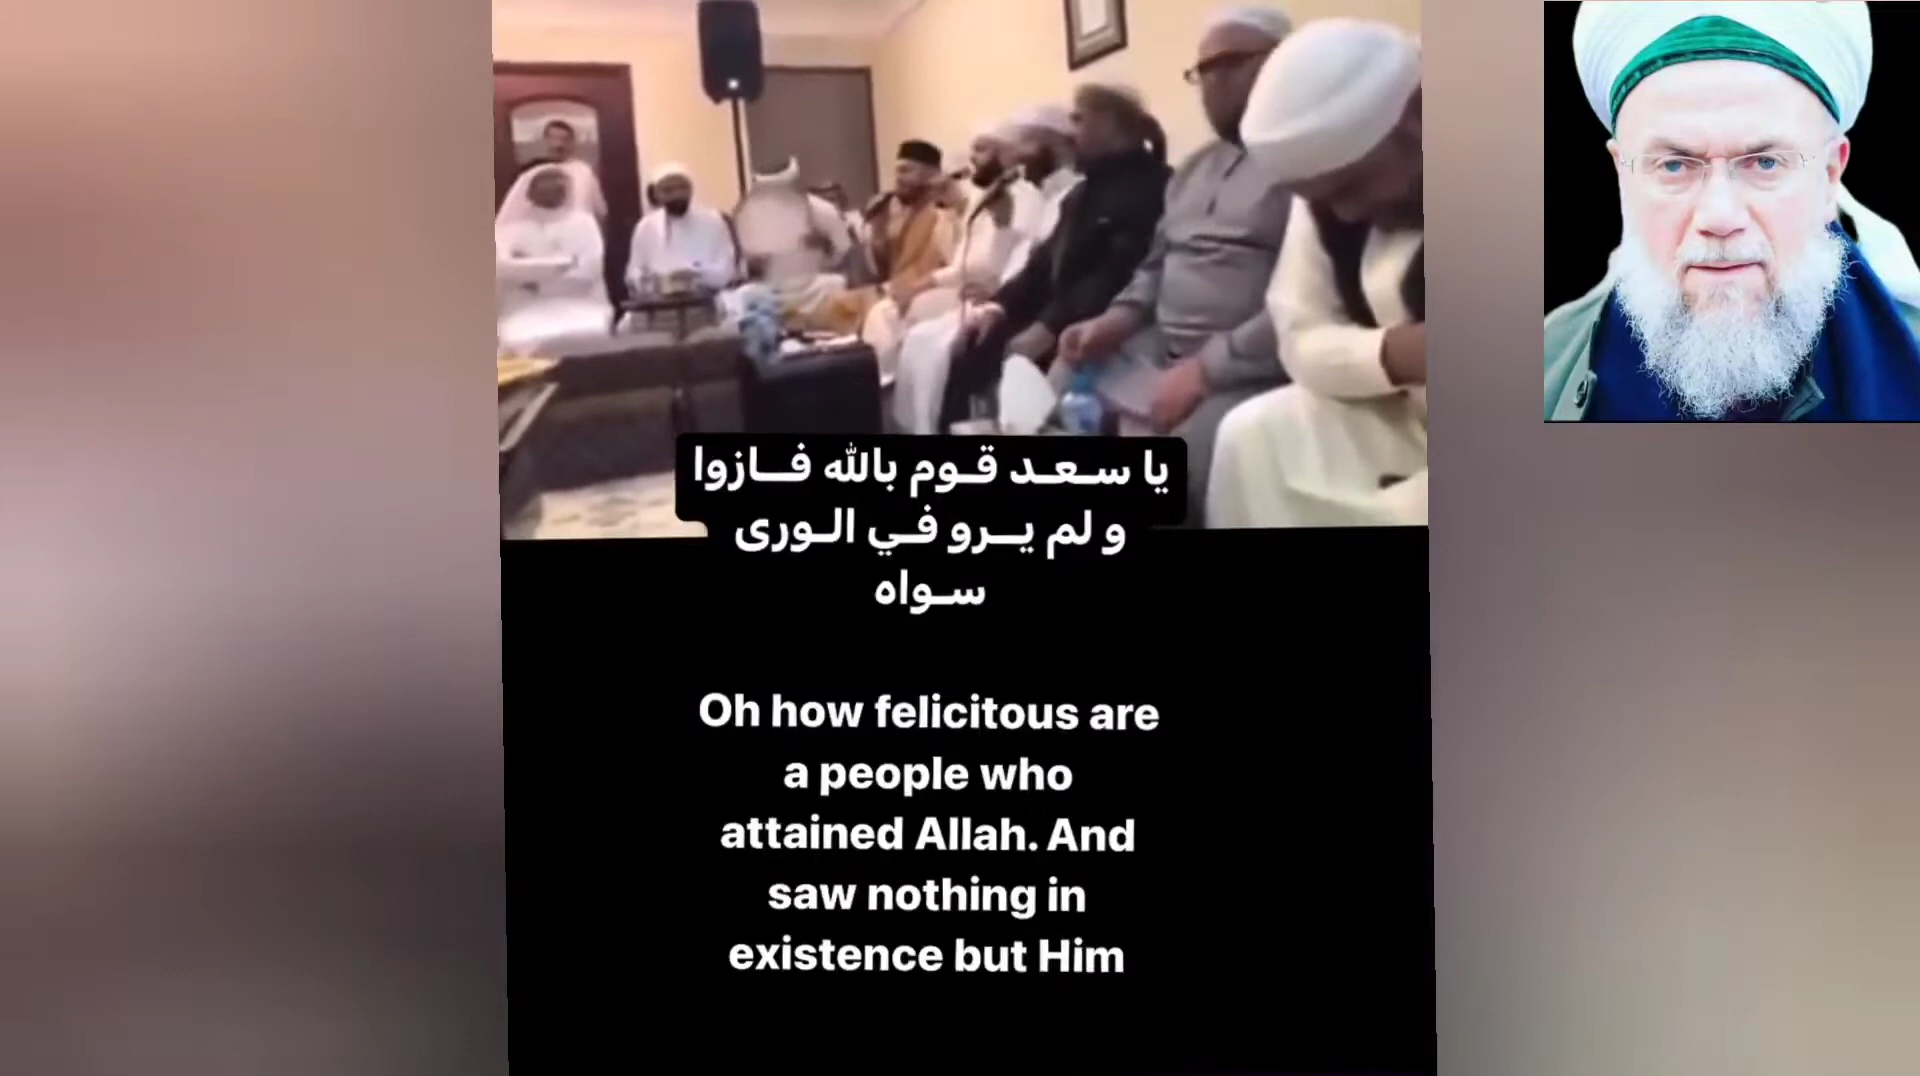 يا سعد قوم بالله فازوا
و لم يرو في الورى
سواه
Oh how felicitous are
a people who
attained Allah. And
saw nothing in
existence but Him